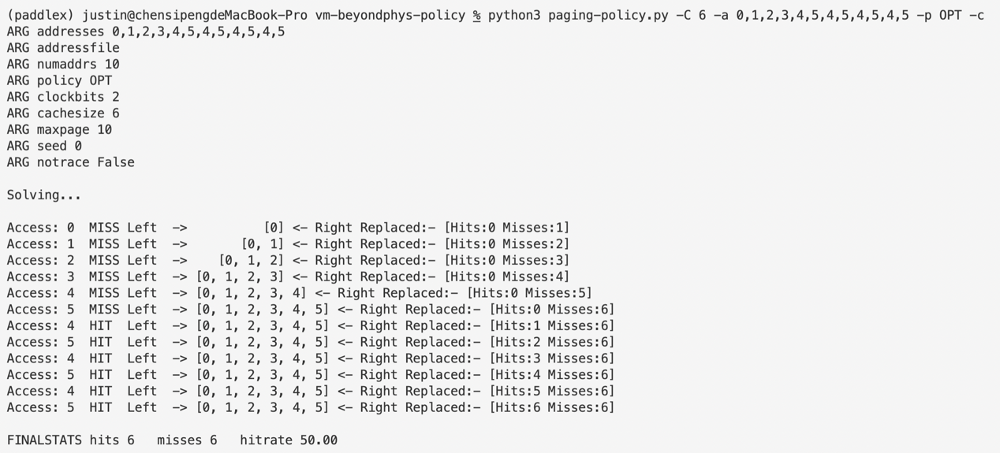 (paddlex) justin@chensipengdeMacBook-Pro vm-beyondphys-policy % python3 paging-policy.py -C 6 -a 0,1,2,3,4,5,4,5,4,5,4,5 -p OPT -c
ARG addresses 0,1,2,3,4,5,4,5,4,5,4,5
ARG addressfile
ARG numaddrs 10
ARG policy OPT
ARG clockbits 2
ARG cachesize 6
ARG maxpage 10
ARG seed 0
ARG notrace False

Solving...

Access: 0  MISS Left  ->          [0] <- Right Replaced:- [Hits:0 Misses:1]
Access: 1  MISS Left  ->       [0, 1] <- Right Replaced:- [Hits:0 Misses:2]
Access: 2  MISS Left  ->    [0, 1, 2] <- Right Replaced:- [Hits:0 Misses:3]
Access: 3  MISS Left  -> [0, 1, 2, 3] <- Right Replaced:- [Hits:0 Misses:4]
Access: 4  MISS Left  -> [0, 1, 2, 3, 4] <- Right Replaced:- [Hits:0 Misses:5]
Access: 5  MISS Left  -> [0, 1, 2, 3, 4, 5] <- Right Replaced:- [Hits:0 Misses:6]
Access: 4  HIT  Left  -> [0, 1, 2, 3, 4, 5] <- Right Replaced:- [Hits:1 Misses:6]
Access: 5  HIT  Left  -> [0, 1, 2, 3, 4, 5] <- Right Replaced:- [Hits:2 Misses:6]
Access: 4  HIT  Left  -> [0, 1, 2, 3, 4, 5] <- Right Replaced:- [Hits:3 Misses:6]
Access: 5  HIT  Left  -> [0, 1, 2, 3, 4, 5] <- Right Replaced:- [Hits:4 Misses:6]
Access: 4  HIT  Left  -> [0, 1, 2, 3, 4, 5] <- Right Replaced:- [Hits:5 Misses:6]
Access: 5  HIT  Left  -> [0, 1, 2, 3, 4, 5] <- Right Replaced:- [Hits:6 Misses:6]

FINALSTATS hits 6   misses 6   hitrate 50.00